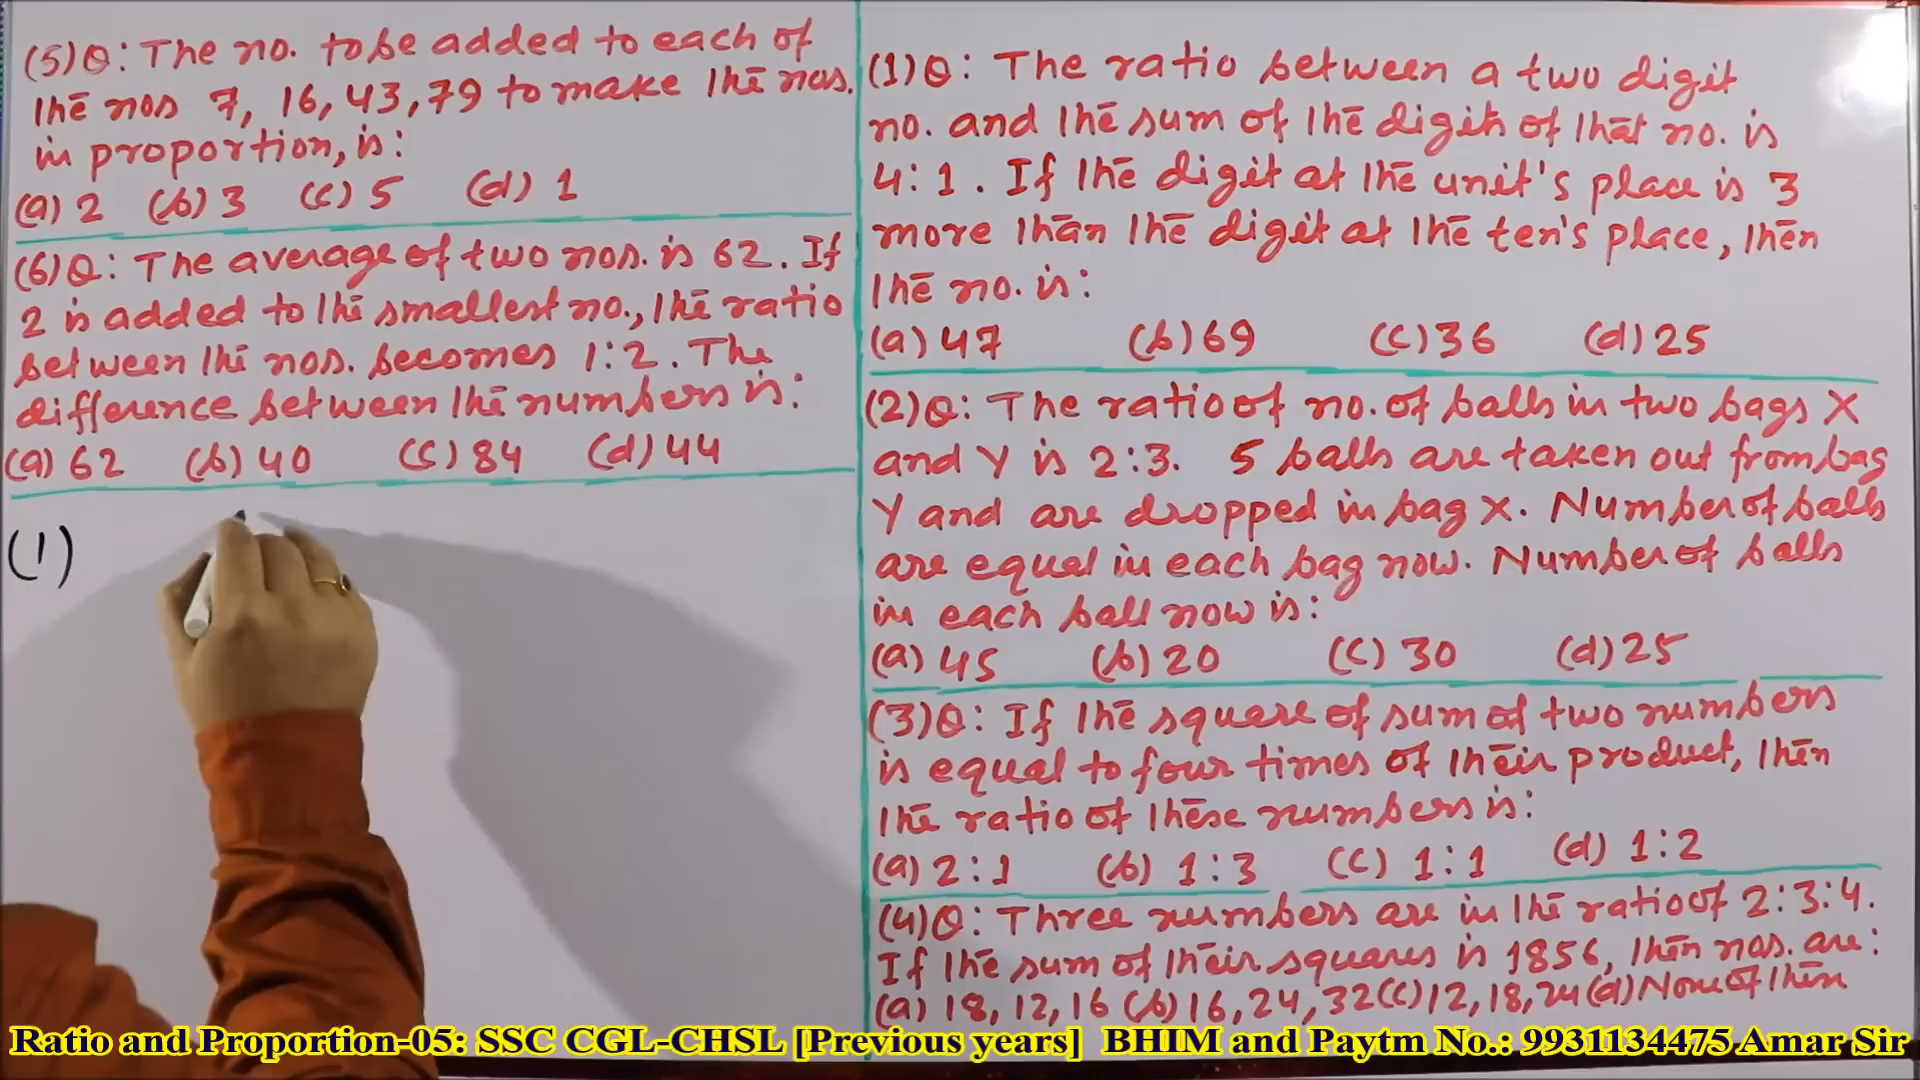 (5)Q: The no. to be added to each of
the nos 7, 16, 43, 79 to make the nos.
in proportion, is:
(a) 2 (b) 3 (c) 5 (d) 1
(6)Q: The average of two nos. is 62. If
2 is added to the smallest no., the ratio
between the nos. becomes 1:2. The
difference between the numbers is:
(a) 62 (b) 40 (c) 84 (d) 44
(1)
(1)Q: The ratio between a two digit
no. and the sum of the digits of that no. is
4:1. If the digit at the unit's place is 3
more than the digit at the ten's place, then
the no. is:
(a) 47 (b) 69 (c) 36 (d) 25
(2)Q: The ratio of no. of balls in two bags X
and Y is 2:3. 5 balls are taken out from bag
Y and are dropped in bag X. Number of balls
are equal in each bag now. Number of balls
in each ball now is:
(a) 45 (b) 20 (c) 30 (d) 25
(3)Q: If the square of sum of two numbers
is equal to four times of their product, then
the ratio of these numbers is:
(a) 2:1 (b) 1:3 (c) 1:1 (d) 1:2
(4)Q: Three numbers are in the ratio of 2:3:4.
If the sum of their squares is 1856, then nos. are:
(a) 18, 12, 16 (b) 16, 24, 32 (c) 12, 18, 24 (d) None of them
Ratio and Proportion-05: SSC CGL-CHSL [Previous years] BHIM and Paytm No.: 9931134475 Amar Sir